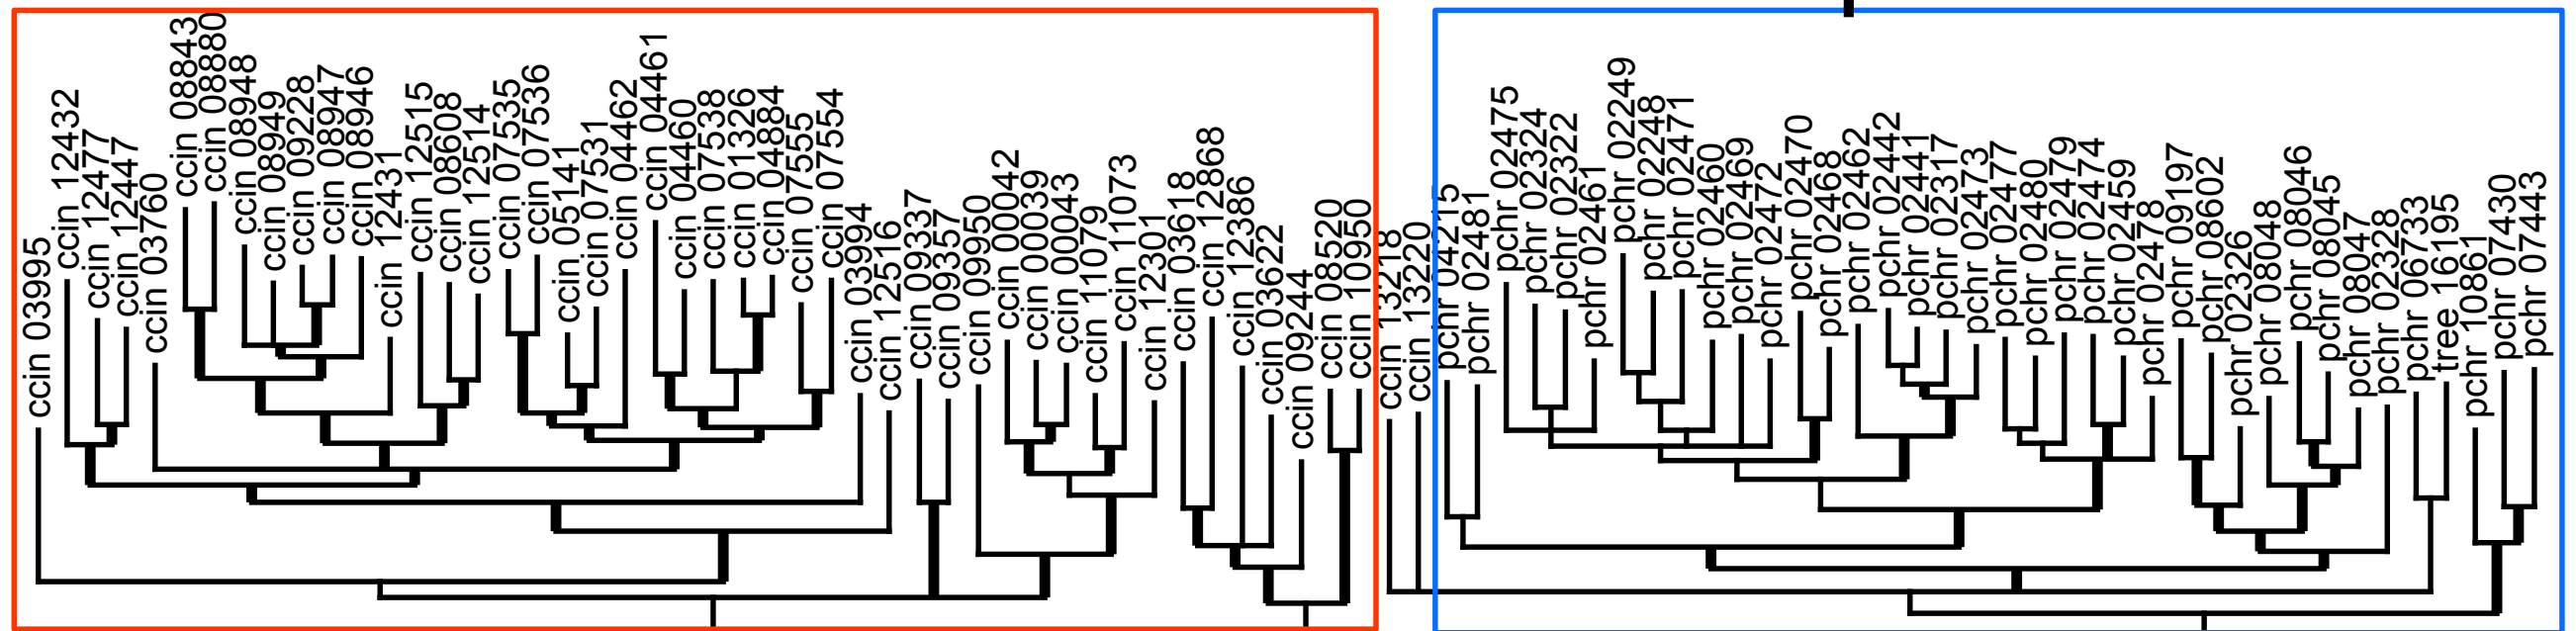 ccin 03995
ccin 12432
ccin 12477
ccin 12447
ccin 03760
ccin 08843
ccin 08880
ccin 08948
ccin 08949
ccin 09228
ccin 08947
ccin 08946
ccin 12431
ccin 12515
ccin 08608
ccin 12514
ccin 07535
ccin 07536
ccin 05141
ccin 07531
ccin 04462
ccin 04461
ccin 04460
ccin 07538
ccin 01326
ccin 04884
ccin 07555
ccin 07554
ccin 03994
ccin 12516
ccin 09337
ccin 09357
ccin 09950
ccin 00042
ccin 00039
ccin 00043
ccin 11079
ccin 11073
ccin 12301
ccin 03618
ccin 12868
ccin 12386
ccin 03622
ccin 09244
ccin 08520
ccin 10950
ccin 13218
ccin 13220
pchr 04215
pchr 02481
pchr 02475
pchr 02324
pchr 02322
pchr 02461
pchr 02249
pchr 02248
pchr 02471
pchr 02460
pchr 02469
pchr 02472
pchr 02470
pchr 02468
pchr 02462
pchr 02442
pchr 02441
pchr 02317
pchr 02473
pchr 02477
pchr 02480
pchr 02479
pchr 02474
pchr 02459
pchr 02478
pchr 09197
pchr 08602
pchr 02326
pchr 08048
pchr 08046
pchr 08045
pchr 08047
pchr 02328
pchr 06733
tree 16195
pchr 10861
pchr 07430
pchr 07443